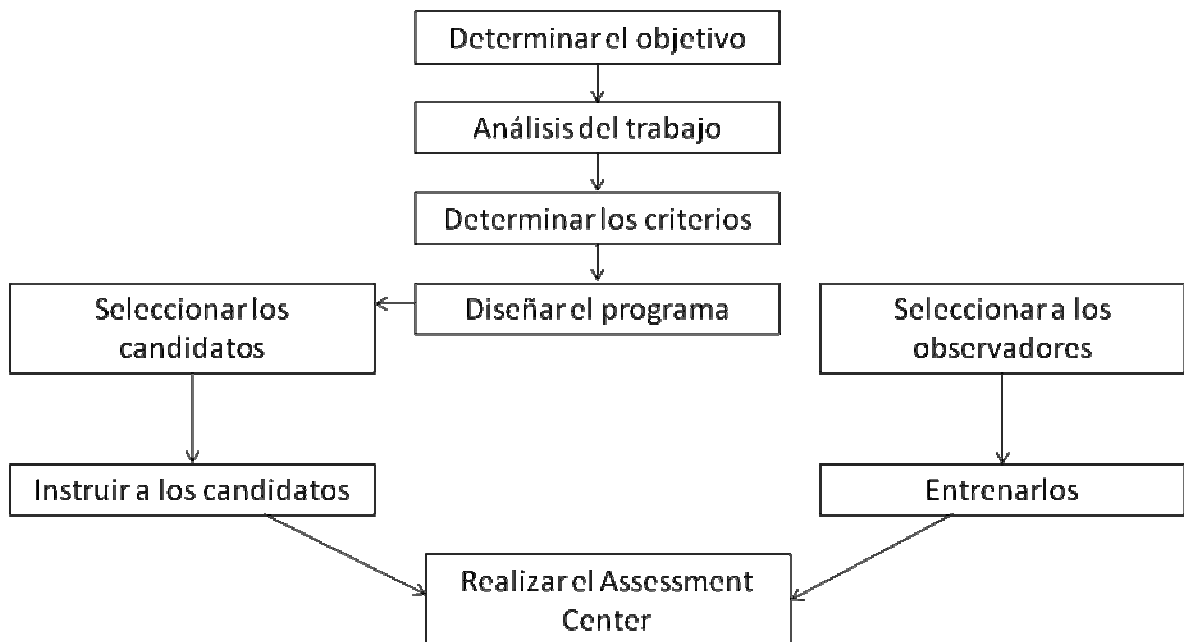 Determinar el objetivo
Análisis del trabajo
Determinar los criterios
Diseñar el programa
Seleccionar los
candidatos
Seleccionar a los
observadores
Instruir a los candidatos
Entrenarlos
Realizar el Assessment
Center